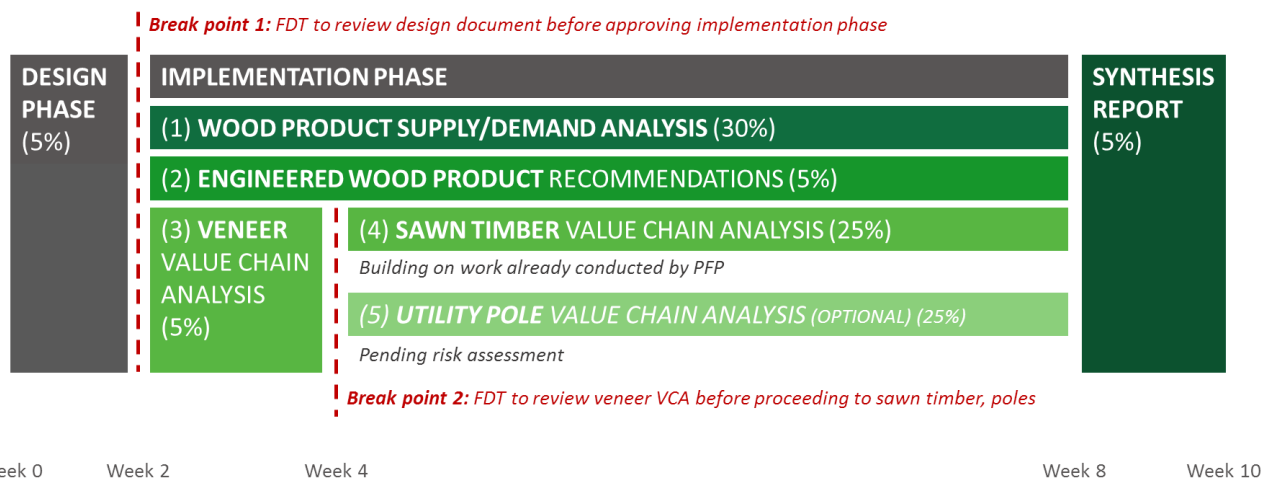 Break point 1: FDT to review design document before approving implementation phase
DESIGN
PHASE
(5%)
IMPLEMENTATION PHASE
(1) WOOD PRODUCT SUPPLY/DEMAND ANALYSIS (30%)
(2) ENGINEERED WOOD PRODUCT RECOMMENDATIONS (5%)
(3) VENEER
VALUE CHAIN
ANALYSIS
(5%)
(4) SAWN TIMBER VALUE CHAIN ANALYSIS (25%)
Building on work already conducted by PFP
(5) UTILITY POLE VALUE CHAIN ANALYSIS (OPTIONAL) (25%)
Pending risk assessment
SYNTHESIS
REPORT
(5%)
Break point 2: FDT to review veneer VCA before proceeding to sawn timber, poles
eek 0 Week 2 Week 4 Week 8 Week 10